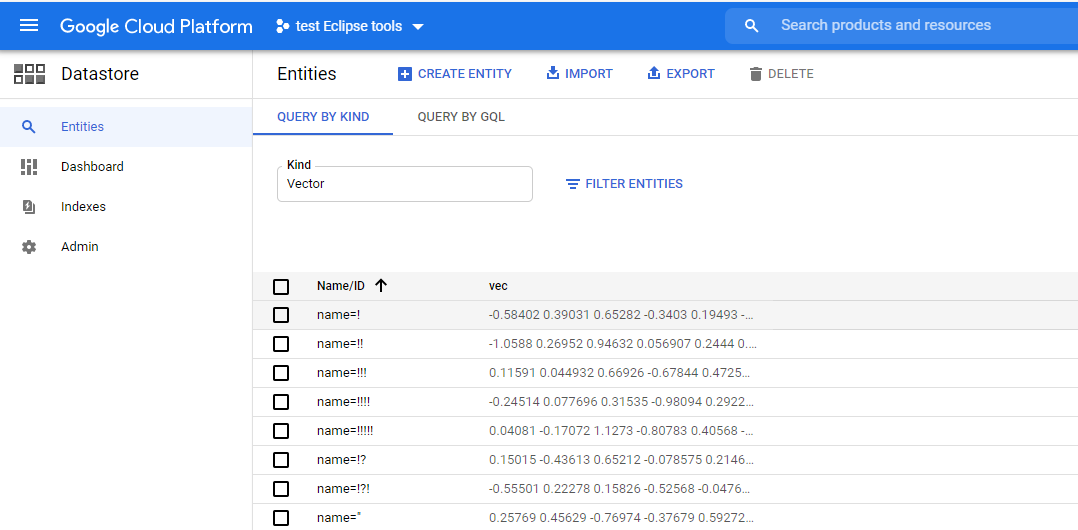 Google Cloud Platform test Eclipse tools Search products and resources
Datastore Entities CREATE ENTITY IMPORT EXPORT DELETE
Entities QUERY BY KIND QUERY BY GQL
Dashboard
Kind
Vector FILTER ENTITIES
Indexes
Admin
Name/ID vec
name=! -0.58402 0.39031 0.65282 -0.3403 0.19493 -...
name=!! -1.0588 0.26952 0.94632 0.056907 0.2444 0....
name=!!! 0.11591 0.044932 0.66926 -0.67844 0.4725...
name=!!!! -0.24514 0.077696 0.31535 -0.98094 0.2922...
name=!!!!! 0.04081 -0.17072 1.1273 -0.80783 0.40568 -...
name=!? 0.15015 -0.43613 0.65212 -0.078575 0.2146...
name=!?! -0.55501 0.22278 0.15826 -0.52568 -0.0476...
name=" 0.25769 0.45629 -0.76974 -0.37679 0.59272...